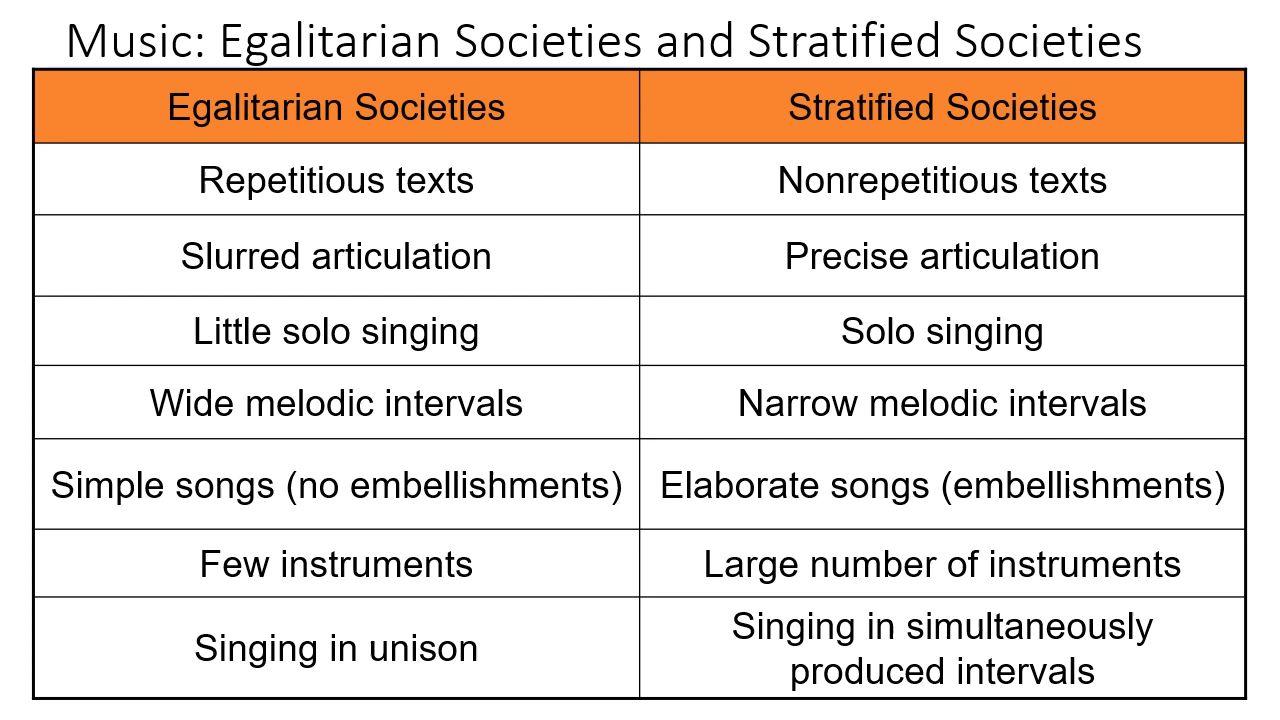 Music: Egalitarian Societies and Stratified Societies
Egalitarian Societies
Stratified Societies
Repetitious texts
Nonrepetitious texts
Slurred articulation
Precise articulation
Little solo singing
Solo singing
Wide melodic intervals
Narrow melodic intervals
Simple songs (no embellishments)
Elaborate songs (embellishments)
Few instruments
Large number of instruments
Singing in unison
Singing in simultaneously
produced intervals